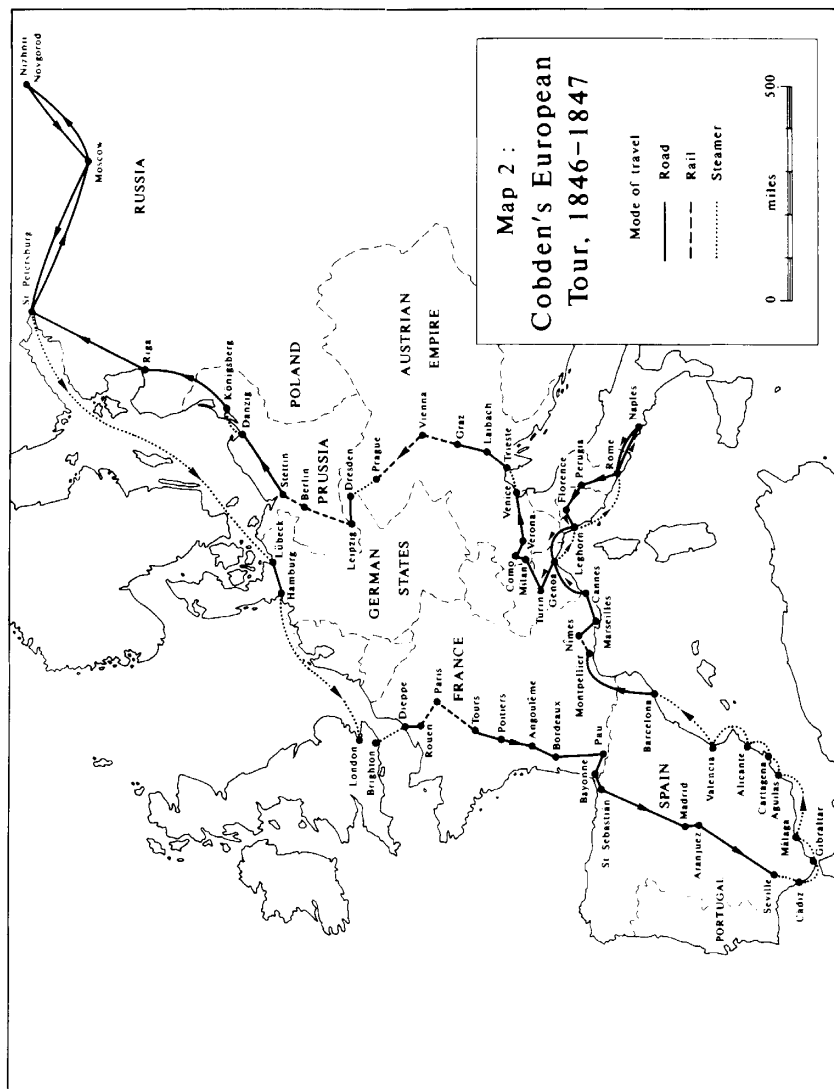 Map 2 :
Cobden's European
Tour, 1846–1847
Mode of travel
Road
Rail
Steamer
0
miles
500
Nizhnii
Novgorod
Moscow
RUSSIA
St Petersburg
Riga
Konigsberg
Danzig
POLAND
Stettin
Berlin
PRUSSIA
Dresden
Leipzig
Prague
AUSTRIAN
EMPIRE
Vienna
Graz
Laibach
Trieste
Venice
Verona
Como
Milan
Turin
Genoa
Leghorn
Florence
Perugia
Rome
Naples
Lübeck
Hamburg
GERMAN
STATES
London
Brighton
Dieppe
Rouen
Paris
FRANCE
Tours
Poitiers
Angoulême
Bordeaux
Pau
Bayonne
St Sebastian
Cannes
Marseilles
Nîmes
Montpellier
Barcelona
SPAIN
Madrid
Aranjuez
Valencia
Alicante
Cartagena
Aguilas
Málaga
Gibraltar
Cadiz
Seville
PORTUGAL